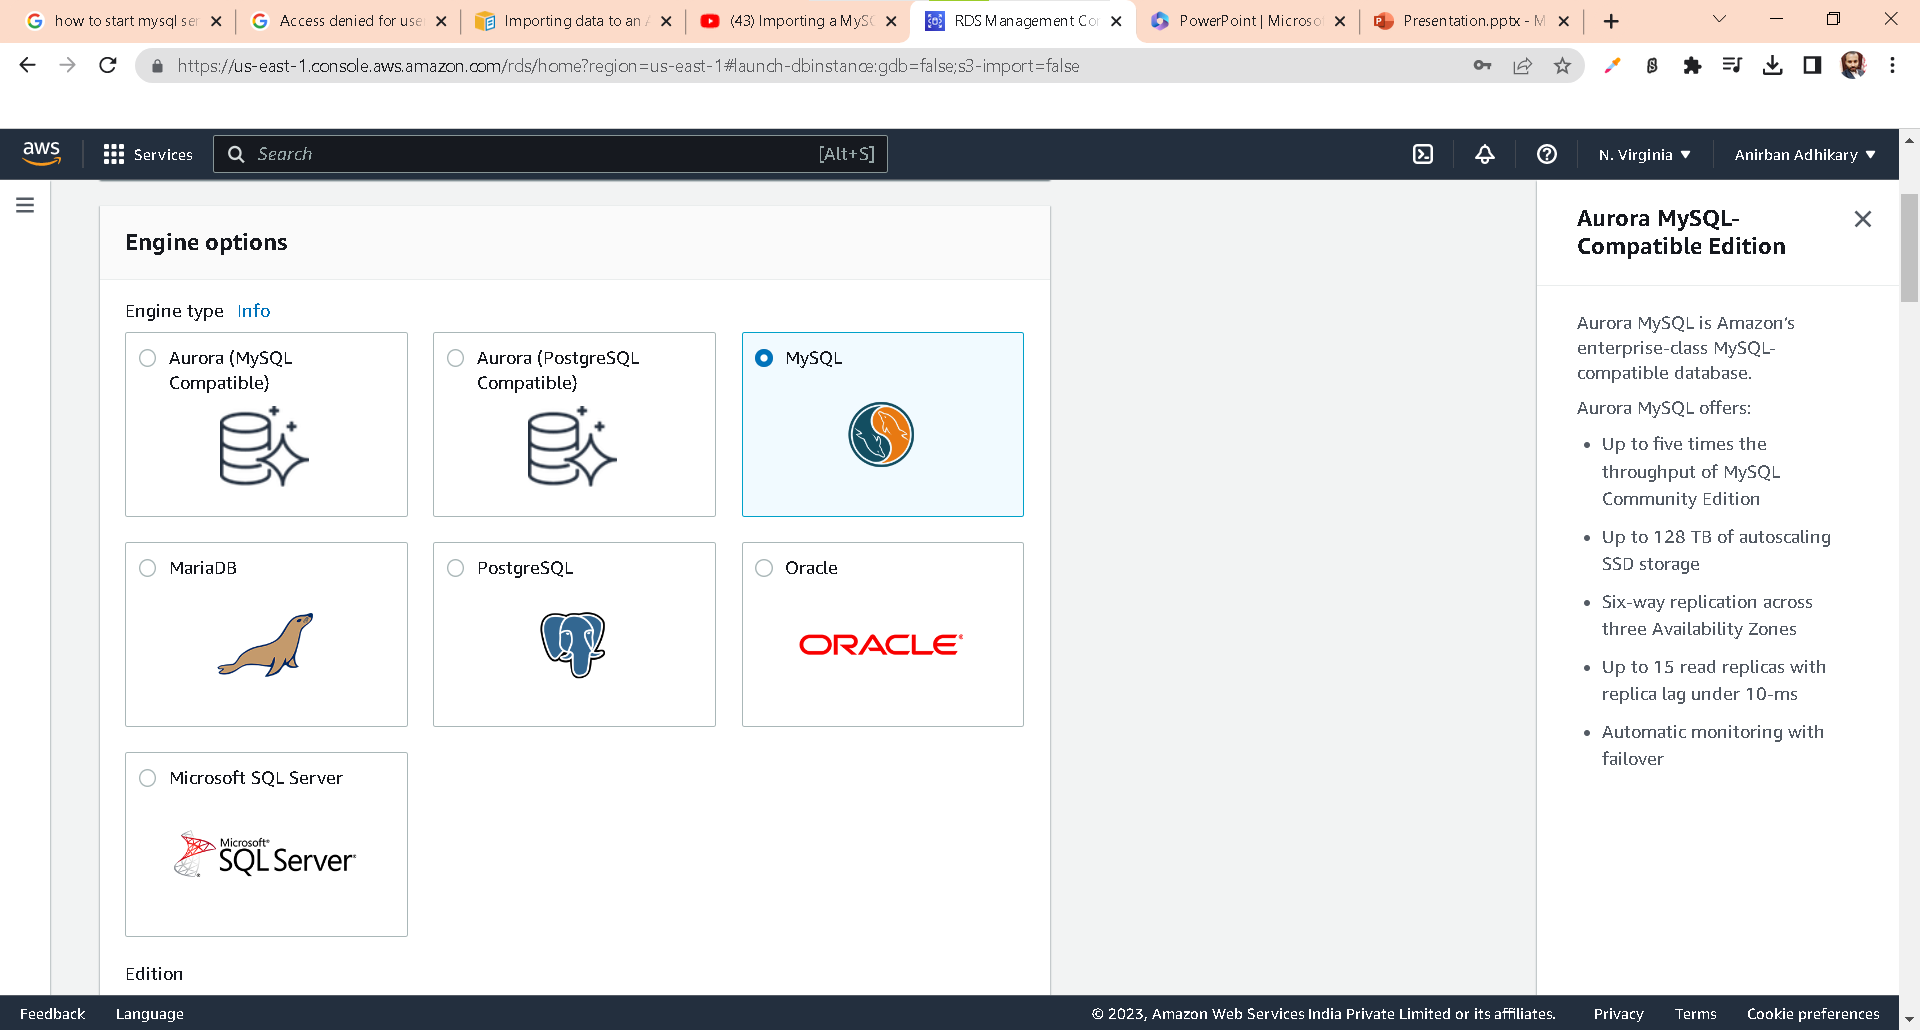 how to start mysql ser
Access denied for use
Importing data to an A
(43) Importing a MySQ
RDS Management Co
PowerPoint | Microso
Presentation.pptx - M
https://us-east-1.console.aws.amazon.com/rds/home?region=us-east-1#launch-dbinstance:gdb=false;s3-import=false
aws
Services
Search
[Alt+S]
N. Virginia
Anirban Adhikary
Engine options
Engine type Info
Aurora (MySQL
Compatible)
Aurora (PostgreSQL
Compatible)
MySQL
MariaDB
PostgreSQL
Oracle
ORACLE
Microsoft SQL Server
Microsoft
SQL Server
Edition
Aurora MySQL-
Compatible Edition
Aurora MySQL is Amazon's
enterprise-class MySQL-
compatible database.
Aurora MySQL offers:
Up to five times the
throughput of MySQL
Community Edition
Up to 128 TB of autoscaling
SSD storage
Six-way replication across
three Availability Zones
Up to 15 read replicas with
replica lag under 10-ms
Automatic monitoring with
failover
Feedback
Language
© 2023, Amazon Web Services India Private Limited or its affiliates.
Privacy
Terms
Cookie preferences